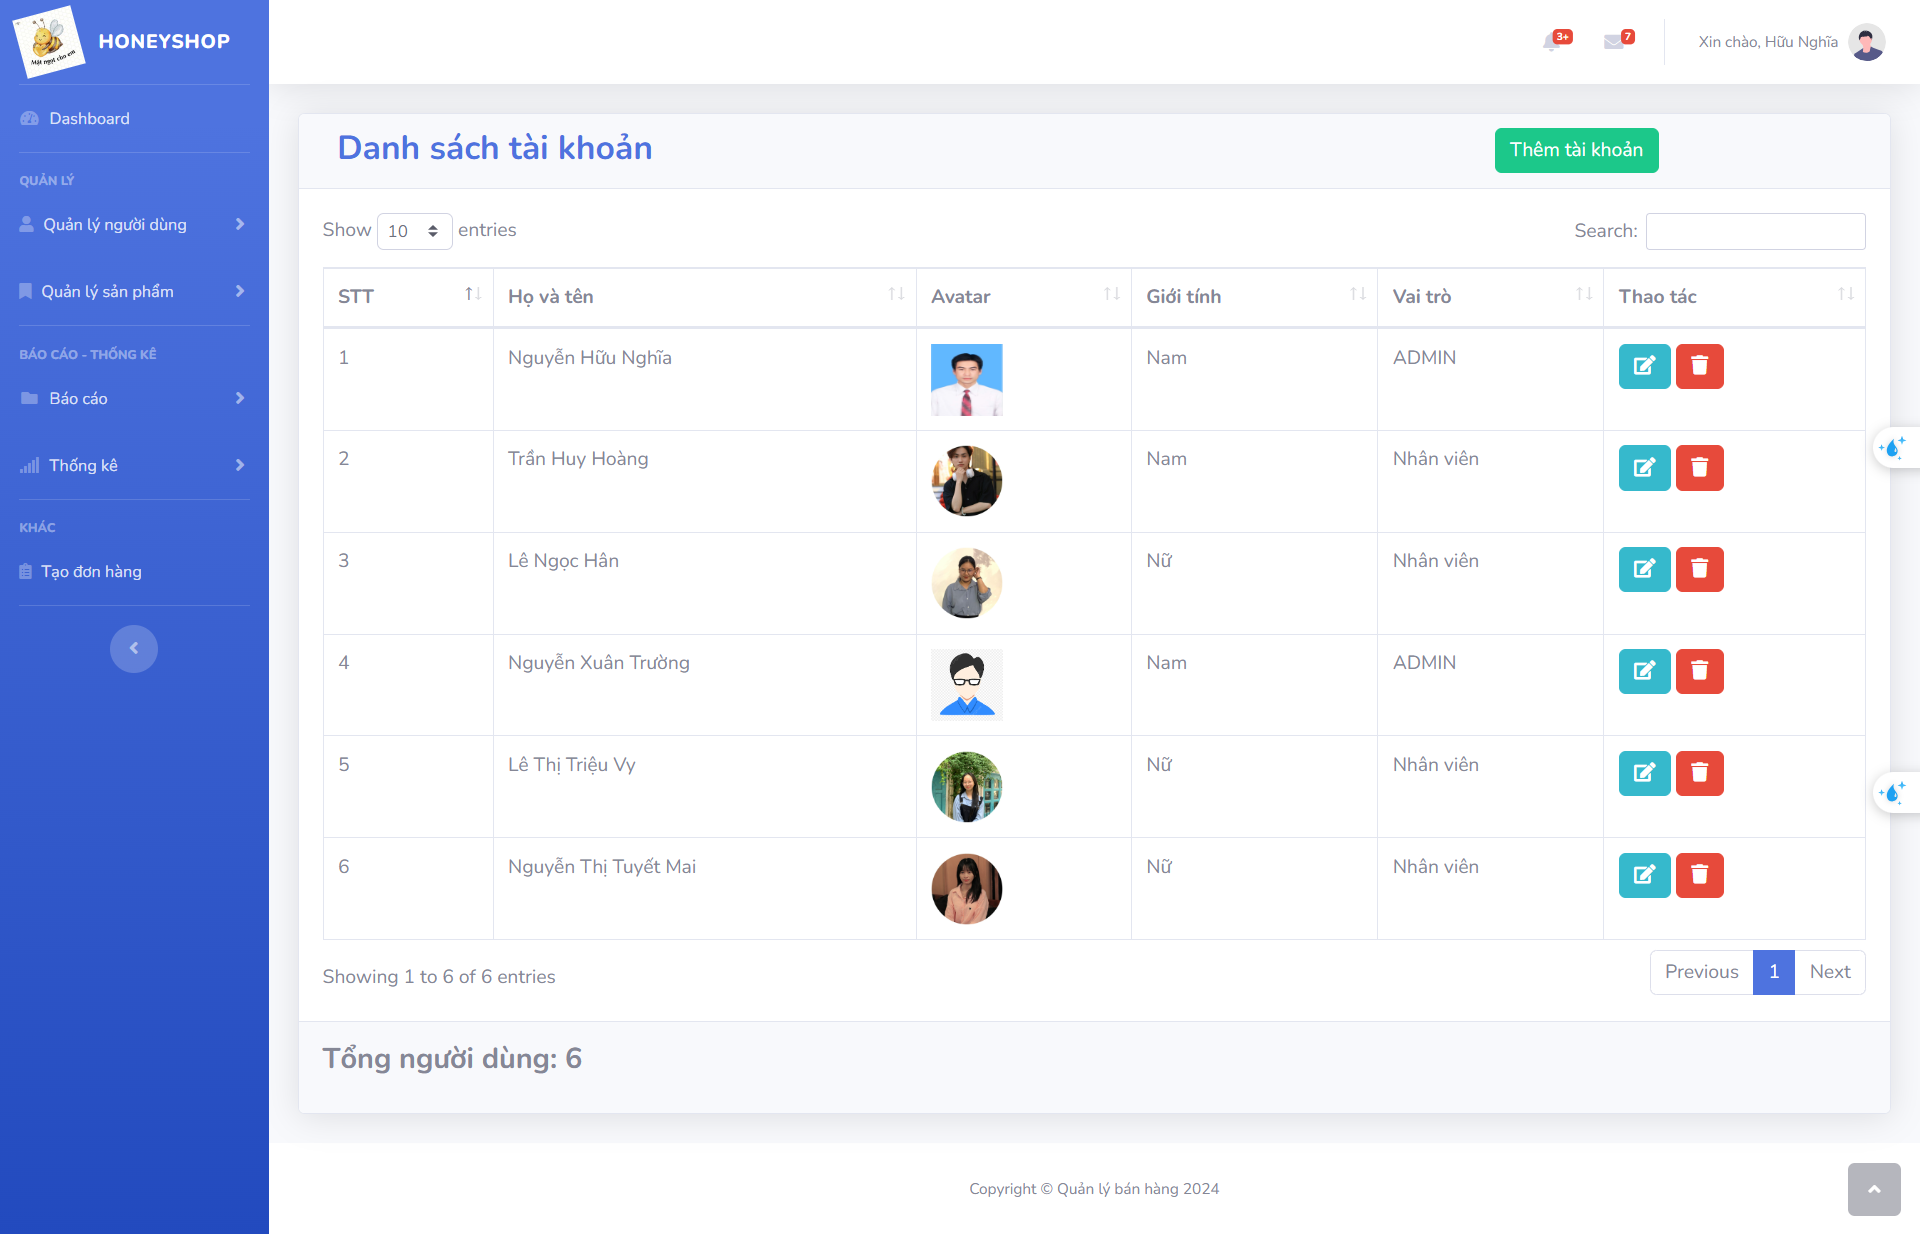 Mật ngọt cho em
HONEYSHOP
Dashboard
QUẢN LÝ
Quản lý người dùng
Quản lý sản phẩm
BÁO CÁO - THỐNG KÊ
Báo cáo
Thống kê
KHÁC
Tạo đơn hàng
3+
7
Xin chào, Hữu Nghĩa
Danh sách tài khoản
Thêm tài khoản
Show 10 entries
Search:
STT Họ và tên Avatar Giới tính Vai trò Thao tác
1 Nguyễn Hữu Nghĩa Nam ADMIN
2 Trần Huy Hoàng Nam Nhân viên
3 Lê Ngọc Hân Nữ Nhân viên
4 Nguyễn Xuân Trường Nam ADMIN
5 Lê Thị Triệu Vy Nữ Nhân viên
6 Nguyễn Thị Tuyết Mai Nữ Nhân viên
Showing 1 to 6 of 6 entries
Previous 1 Next
Tổng người dùng: 6
Copyright © Quản lý bán hàng 2024